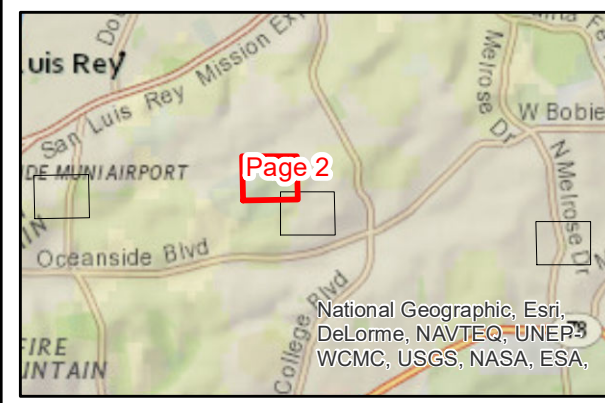 Luis Rey
San Luis Rey Mission Ex
Melrose Dr
W Bobie
Page 2
DE MUNI AIRPORT
N Melrose Dr
Oceanside Blvd
College Blvd
FIRE
NTAIN
78
National Geographic, Esri,
DeLorme, NAVTEQ, UNEP-
WCMC, USGS, NASA, ESA,